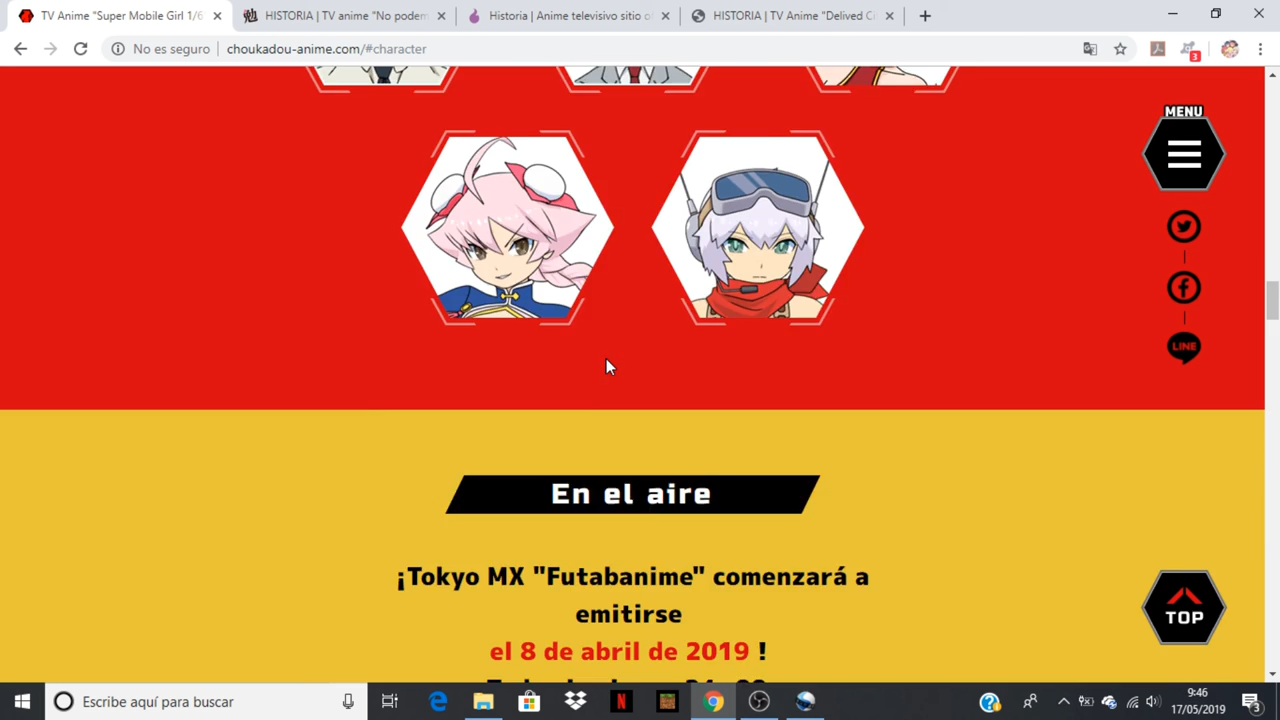 TV Anime "Super Mobile Girl 1/6
HISTORIA | TV anime "No podem
Historia | Anime televisivo sitio o
HISTORIA | TV Anime "Delived C
No es seguro
choukadou-anime.com/#character
3
MENU
LINE
En el aire
¡Tokyo MX "Futabanime" comenzará a
emitirse
el 8 de abril de 2019 !
TOP
Escribe aquí para buscar
9:46
17/05/2019
3